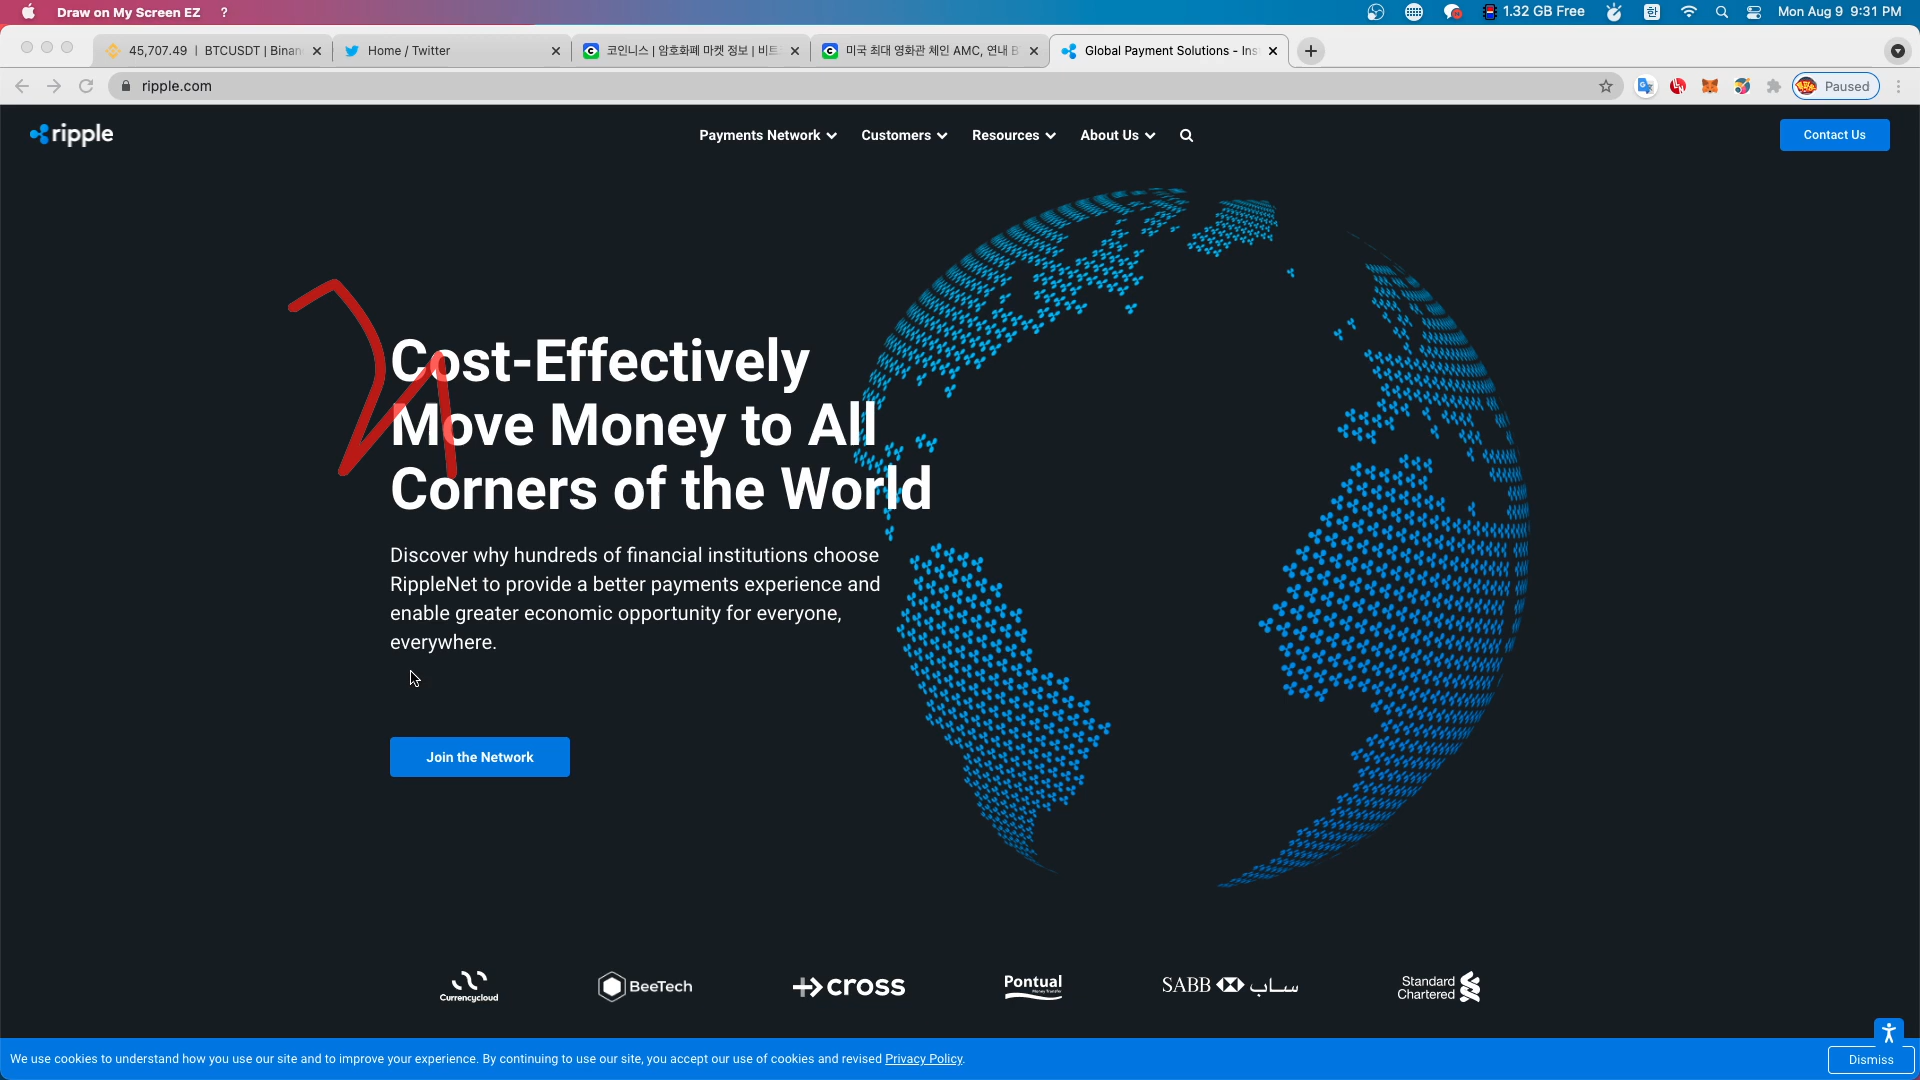 Draw on My Screen EZ ?
1.32 GB Free
한
Mon Aug 9 9:31 PM
45,707.49 | BTCUSDT | Binan
Home / Twitter
코인니스 | 암호화폐 마켓 정보 | 비트
미국 최대 영화관 체인 AMC, 연내 B
Global Payment Solutions - Ins
ripple.com
Paused
ripple
Payments Network
Customers
Resources
About Us
Contact Us
Cost-Effectively
Move Money to All
Corners of the World
Discover why hundreds of financial institutions choose
RippleNet to provide a better payments experience and
enable greater economic opportunity for everyone,
everywhere.
Join the Network
Currencycloud
BeeTech
cross
Pontual
Money Transfer
SABB ساب
Standard
Chartered
We use cookies to understand how you use our site and to improve your experience. By continuing to use our site, you accept our use of cookies and revised Privacy Policy.
Dismiss